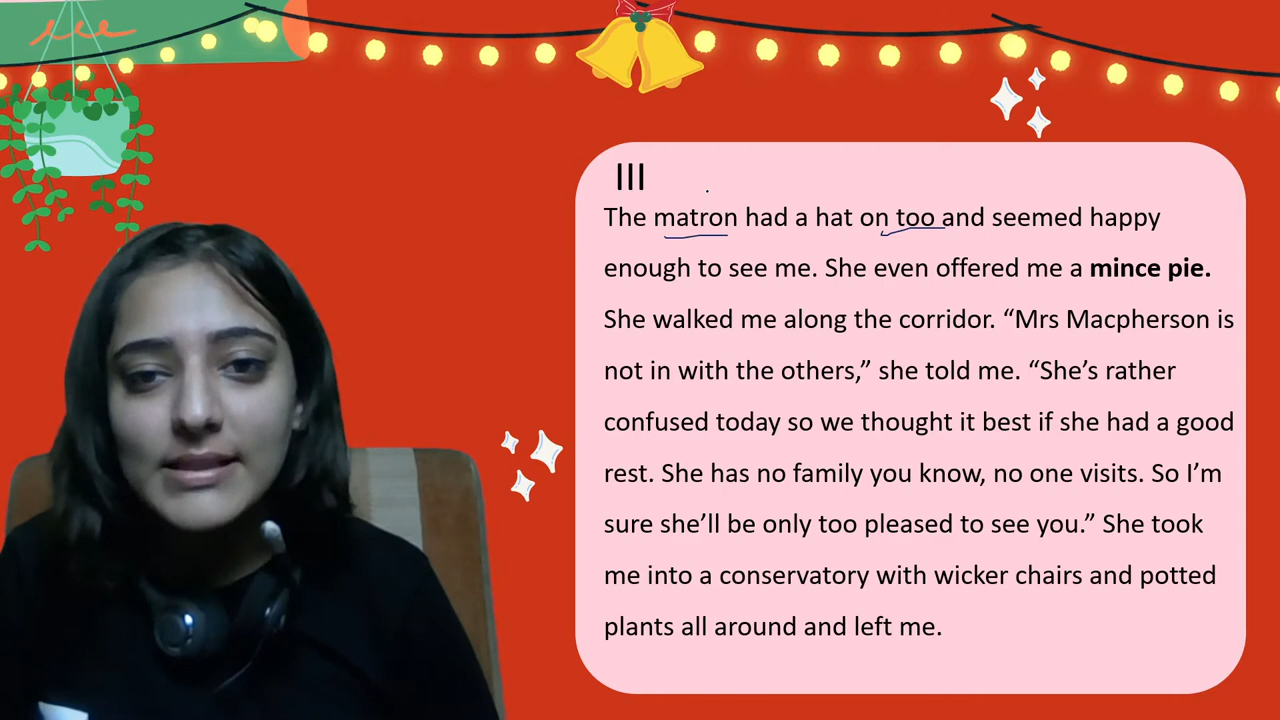 III
The matron had a hat on too and seemed happy
enough to see me. She even offered me a mince pie.
She walked me along the corridor. “Mrs Macpherson is
not in with the others,” she told me. “She’s rather
confused today so we thought it best if she had a good
rest. She has no family you know, no one visits. So I’m
sure she’ll be only too pleased to see you.” She took
me into a conservatory with wicker chairs and potted
plants all around and left me.